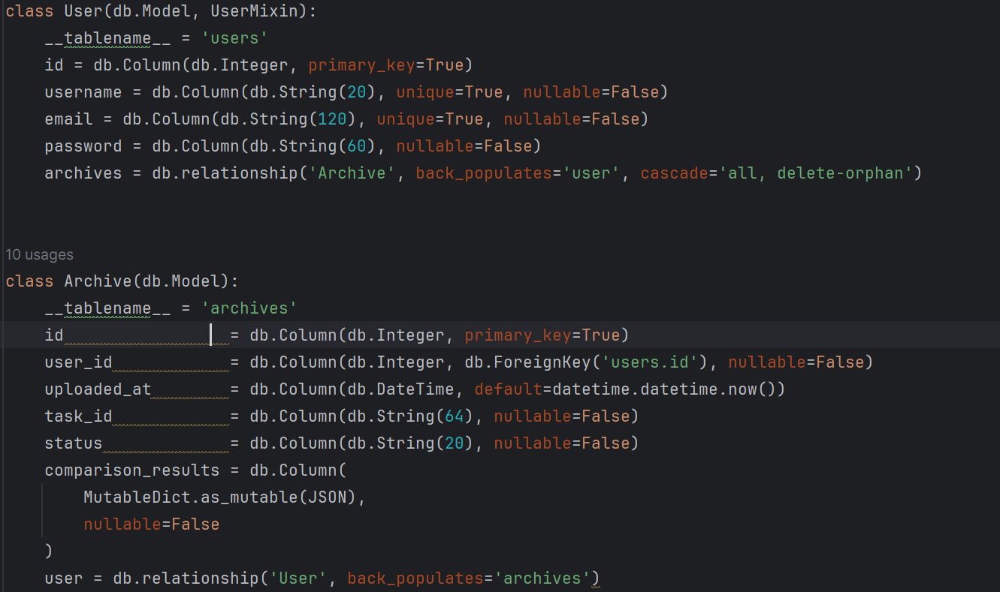 class User(db.Model, UserMixin):
    __tablename__ = 'users'
    id = db.Column(db.Integer, primary_key=True)
    username = db.Column(db.String(20), unique=True, nullable=False)
    email = db.Column(db.String(120), unique=True, nullable=False)
    password = db.Column(db.String(60), nullable=False)
    archives = db.relationship('Archive', back_populates='user', cascade='all, delete-orphan')
10 usages
class Archive(db.Model):
    __tablename__ = 'archives'
    id                 = db.Column(db.Integer, primary_key=True)
    user_id            = db.Column(db.Integer, db.ForeignKey('users.id'), nullable=False)
    uploaded_at        = db.Column(db.DateTime, default=datetime.datetime.now())
    task_id            = db.Column(db.String(64), nullable=False)
    status             = db.Column(db.String(20), nullable=False)
    comparison_results = db.Column(
        MutableDict.as_mutable(JSON),
        nullable=False
    )
    user = db.relationship('User', back_populates='archives')